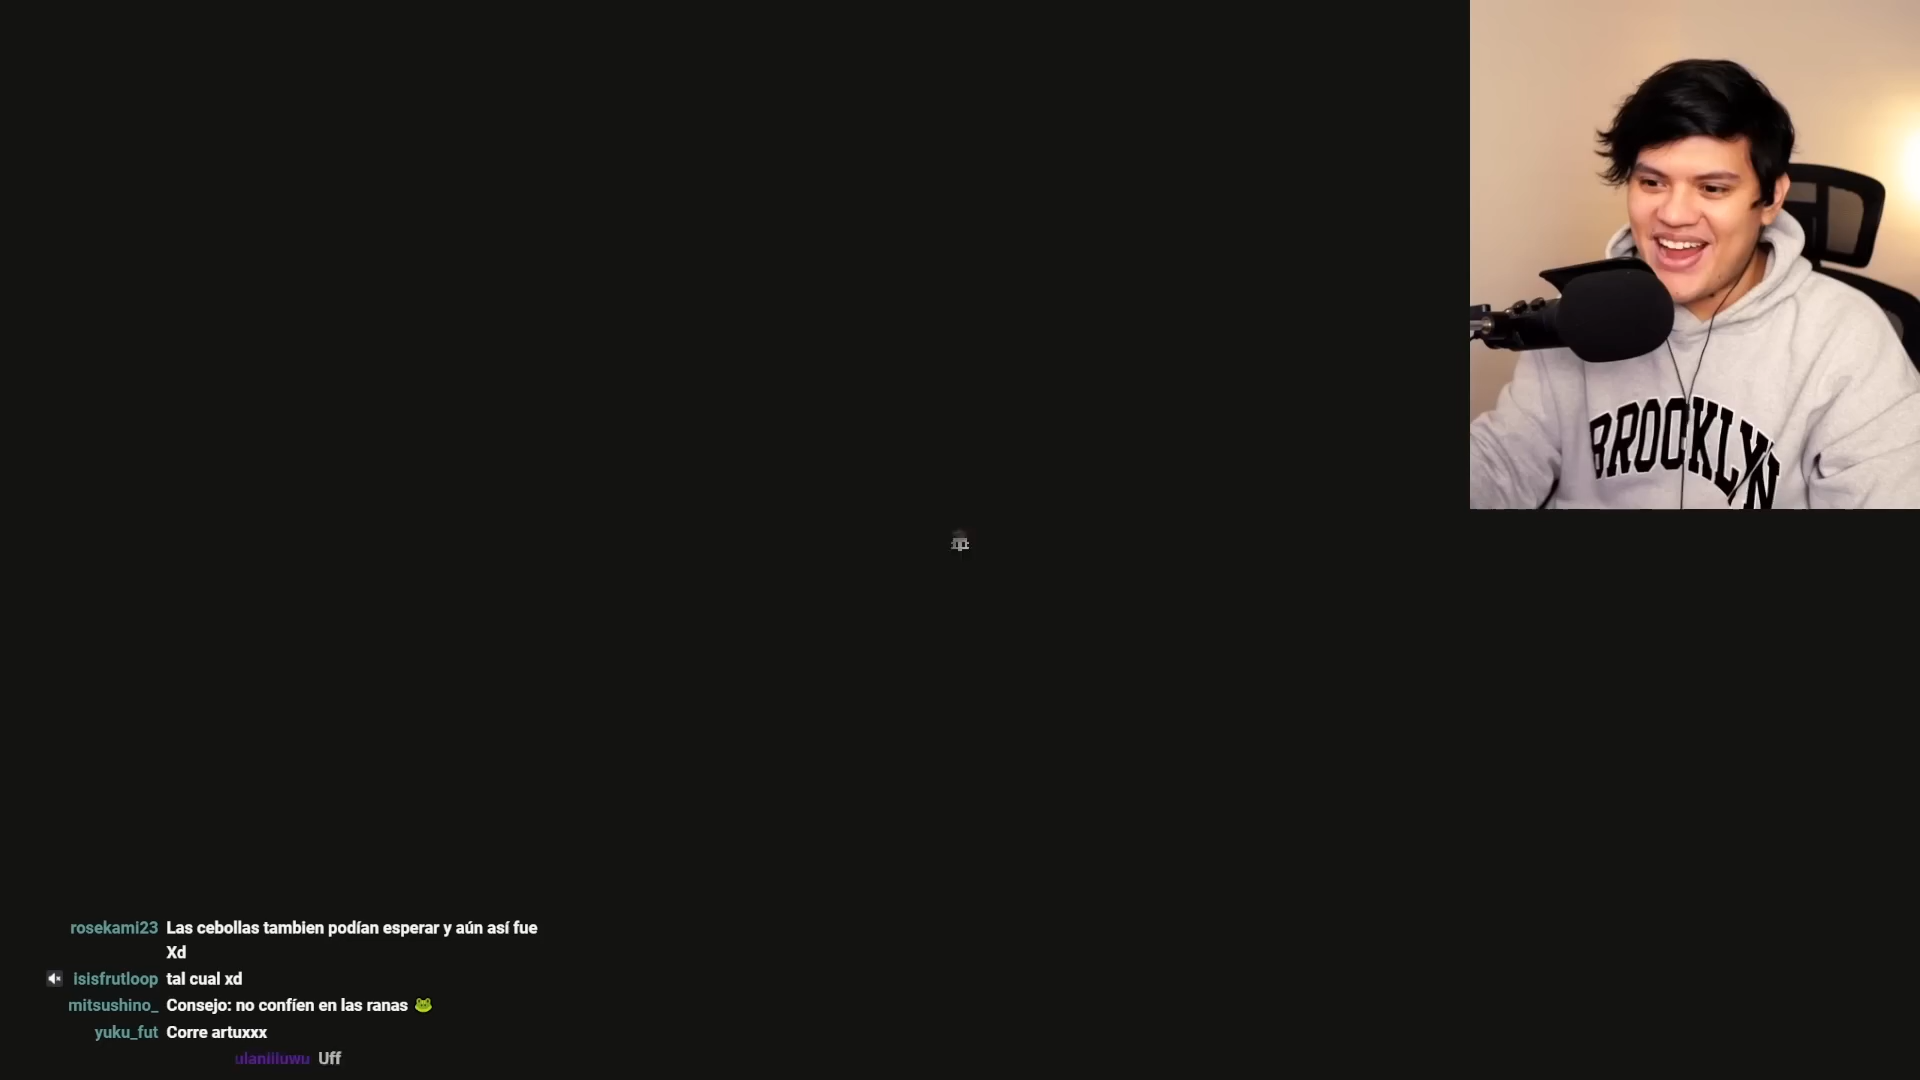 BROOKLYN
rosekami23 Las cebollas tambien podían esperar y aún así fue
Xd
isisfrutloop tal cual xd
mitsushino_ Consejo: no confíen en las ranas 🐸
yuku_fut Corre artuxxx
ulaniiluwu Uff